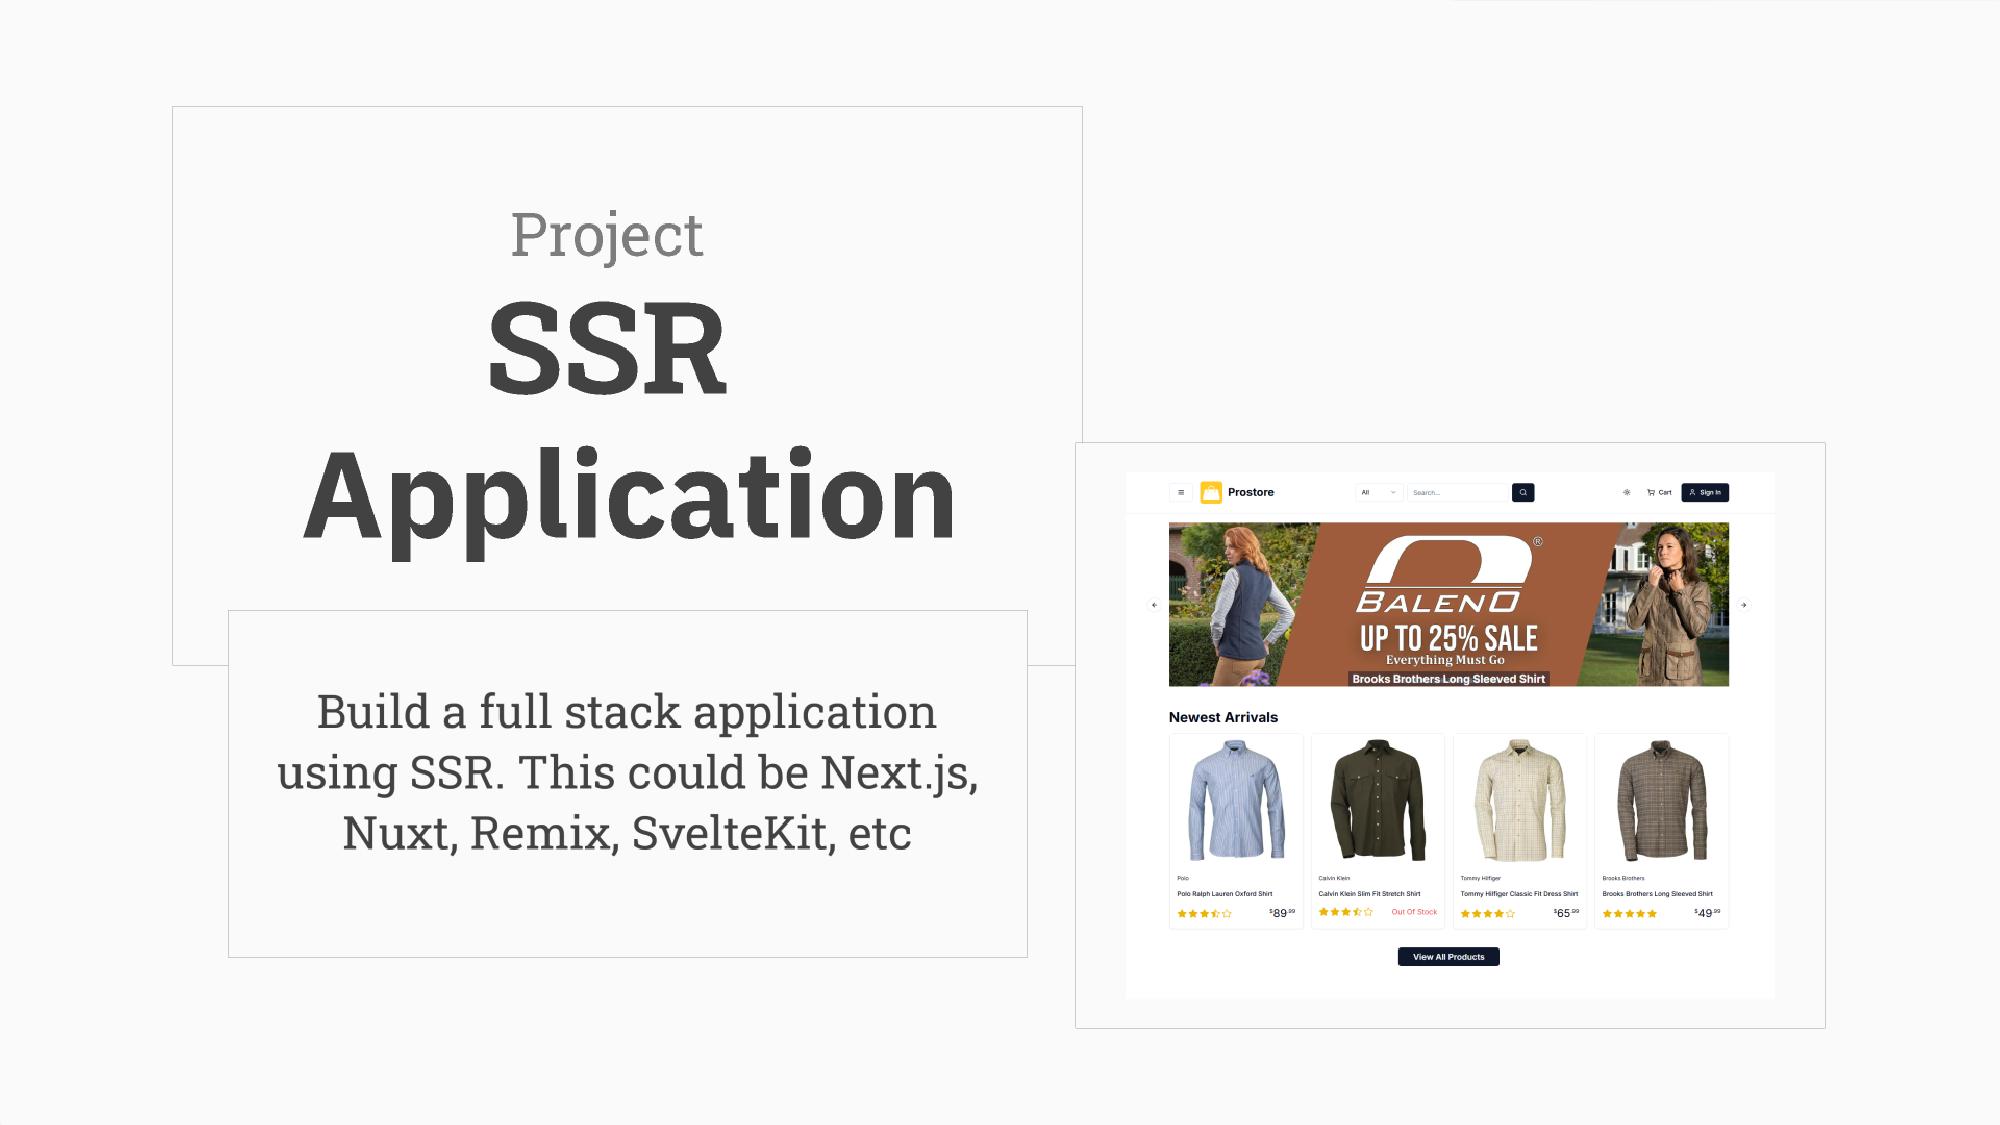 Project
SSR
Application
Build a full stack application
using SSR. This could be Next.js,
Nuxt, Remix, SvelteKit, etc
Prostore
All
Search...
Cart
Sign In
BALENO
®
UP TO 25% SALE
Everything Must Go
Brooks Brothers Long Sleeved Shirt
Newest Arrivals
Polo
Polo Ralph Lauren Oxford Shirt
$89.99
Calvin Klein
Calvin Klein Slim Fit Stretch Shirt
Out Of Stock
Tommy Hilfiger
Tommy Hilfiger Classic Fit Dress Shirt
$65.99
Brooks Brothers
Brooks Brothers Long Sleeved Shirt
$49.99
View All Products